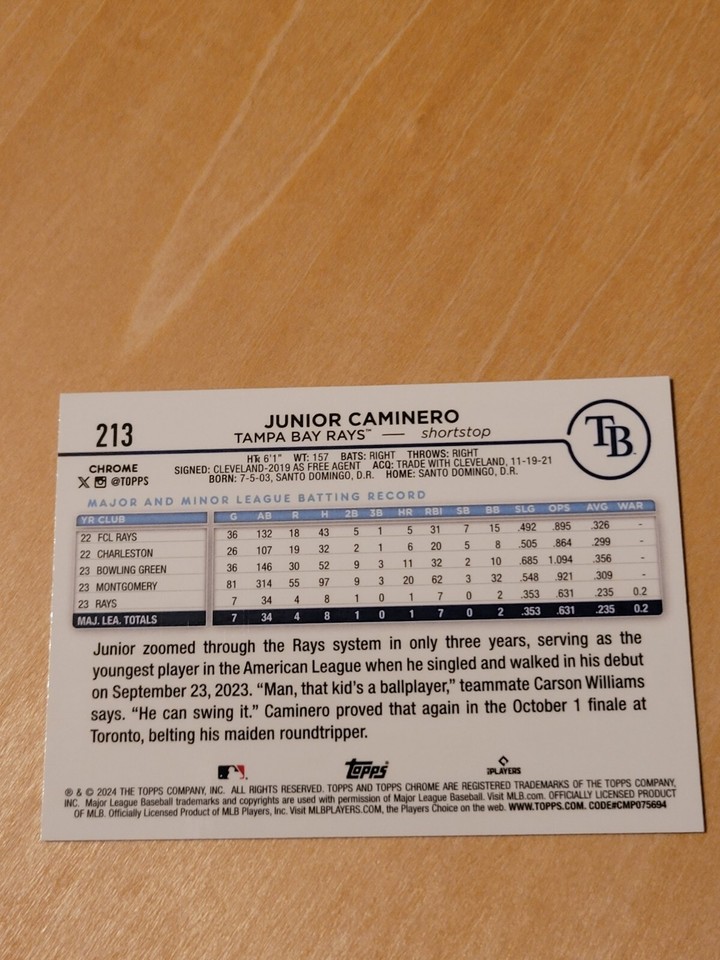 213
JUNIOR CAMINERO
TAMPA BAY RAYS™ — shortstop
TB
CHROME
X @TOPPS
HT: 6'1" WT: 157 BATS: RIGHT THROWS: RIGHT
SIGNED: CLEVELAND-2019 AS FREE AGENT ACQ: TRADE WITH CLEVELAND, 11-19-21
BORN: 7-5-03, SANTO DOMINGO, D.R. HOME: SANTO DOMINGO, D.R.
MAJOR AND MINOR LEAGUE BATTING RECORD
YR CLUB G AB R H 2B 3B HR RBI SB BB SLG OPS AVG WAR
22 FCL RAYS 36 132 18 43 5 1 5 31 7 15 .492 .895 .326 -
22 CHARLESTON 26 107 19 32 2 1 6 20 5 8 .505 .864 .299 -
23 BOWLING GREEN 36 146 30 52 9 3 11 32 2 10 .685 1.094 .356 -
23 MONTGOMERY 81 314 55 97 9 3 20 62 3 32 .548 .921 .309 -
23 RAYS 7 34 4 8 1 0 1 7 0 2 .353 .631 .235 0.2
MAJ. LEA. TOTALS 7 34 4 8 1 0 1 7 0 2 .353 .631 .235 0.2
Junior zoomed through the Rays system in only three years, serving as the
youngest player in the American League when he singled and walked in his debut
on September 23, 2023. “Man, that kid’s a ballplayer,” teammate Carson Williams
says. “He can swing it.” Caminero proved that again in the October 1 finale at
Toronto, belting his maiden roundtripper.
Topps
PLAYERS
® & © 2024 THE TOPPS COMPANY, INC. ALL RIGHTS RESERVED. TOPPS AND TOPPS CHROME ARE REGISTERED TRADEMARKS OF THE TOPPS COMPANY,
INC. Major League Baseball trademarks and copyrights are used with permission of Major League Baseball. Visit MLB.com. OFFICIALLY LICENSED PRODUCT
OF MLB. Officially Licensed Product of MLB Players, Inc. Visit MLBPLAYERS.COM, the Players Choice on the web. WWW.TOPPS.COM. CODE#CMP075694